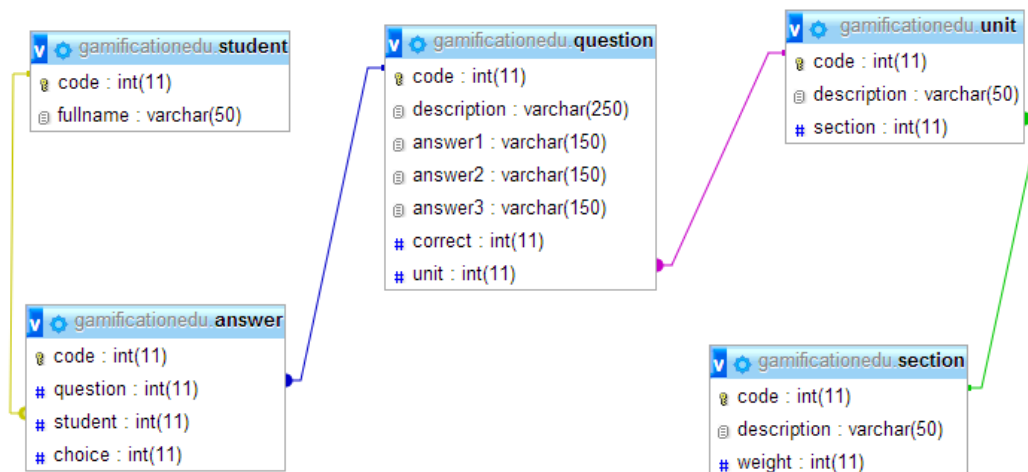 gamificationedu.student
code : int(11)
fullname : varchar(50)
gamificationedu.question
code : int(11)
description : varchar(250)
answer1 : varchar(150)
answer2 : varchar(150)
answer3 : varchar(150)
# correct : int(11)
# unit : int(11)
gamificationedu.unit
code : int(11)
description : varchar(50)
# section : int(11)
gamificationedu.answer
code : int(11)
# question : int(11)
# student : int(11)
# choice : int(11)
gamificationedu.section
code : int(11)
description : varchar(50)
# weight : int(11)